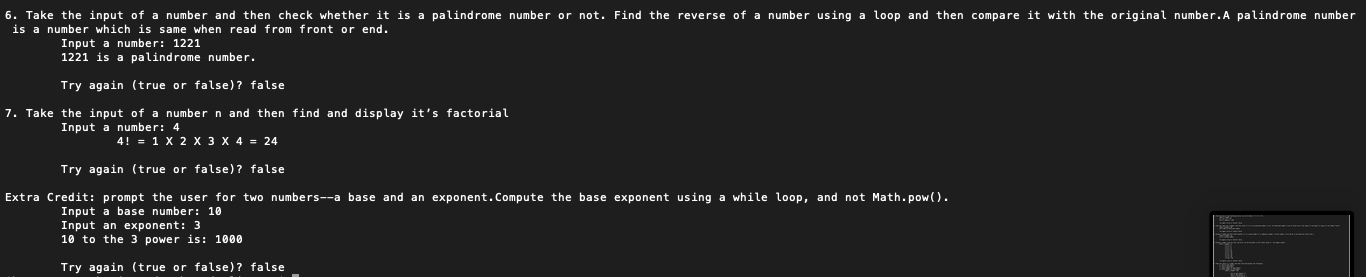 6. Take the input of a number and then check whether it is a palindrome number or not. Find the reverse of a number using a loop and then compare it with the original number.A palindrome number
is a number which is same when read from front or end.
Input a number: 1221
1221 is a palindrome number.
Try again (true or false)? false
7. Take the input of a number n and then find and display it’s factorial
Input a number: 4
4! = 1 X 2 X 3 X 4 = 24
Try again (true or false)? false
Extra Credit: prompt the user for two numbers––a base and an exponent.Compute the base exponent using a while loop, and not Math.pow().
Input a base number: 10
Input an exponent: 3
10 to the 3 power is: 1000
Try again (true or false)? false